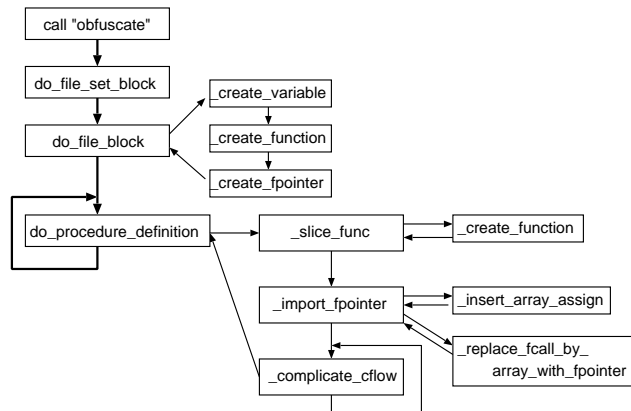 call "obfuscate"
do_file_set_block
_create_variable
do_file_block
_create_function
_create_fpointer
do_procedure_definition
_slice_func
_create_function
_import_fpointer
_insert_array_assign
_replace_fcall_by_
array_with_fpointer
_complicate_cflow